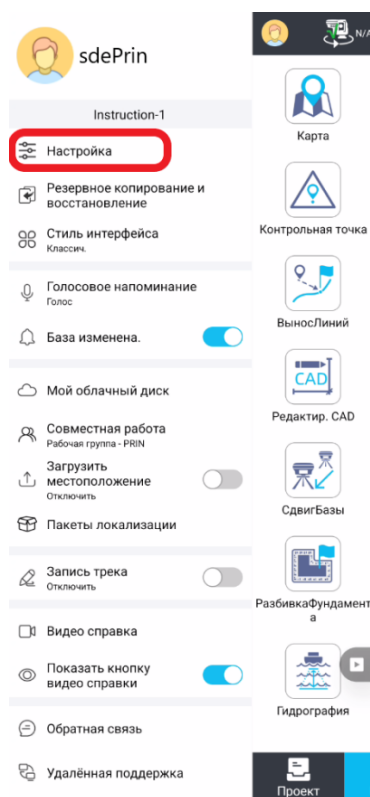 sdePrin
Instruction-1
Настройка
Резервное копирование и
восстановление
Стиль интерфейса
Классич.
Голосовое напоминание
Голос
База изменена.
Мой облачный диск
Совместная работа
Рабочая группа - PRIN
Загрузить
местоположение
Отключить
Пакеты локализации
Запись трека
Отключить
Видео справка
Показать кнопку
видео справки
Обратная связь
Удалённая поддержка
N/A
Карта
Контрольная точка
ВыносЛиний
CAD
Редактир. CAD
СдвигБазы
РазбивкаФундамент
а
Гидрография
Проект